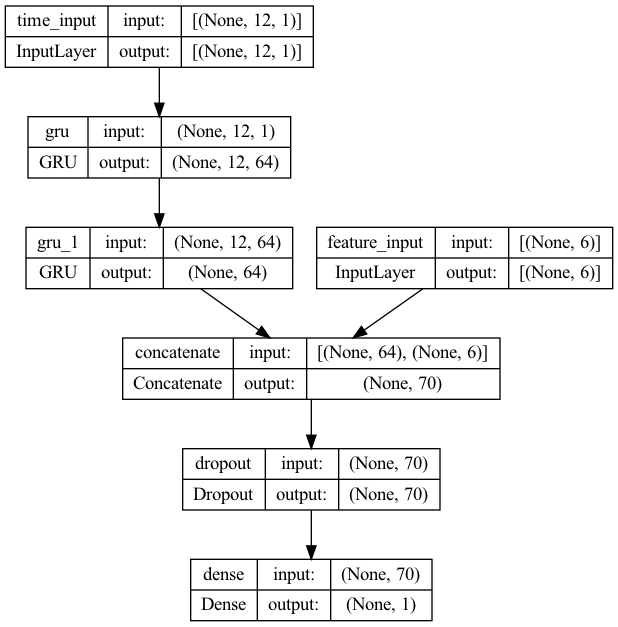 time_input input: [(None, 12, 1)]
InputLayer output: [(None, 12, 1)]
gru input: (None, 12, 1)
GRU output: (None, 12, 64)
gru_1 input: (None, 12, 64)
GRU output: (None, 64)
feature_input input: [(None, 6)]
InputLayer output: [(None, 6)]
concatenate input: [(None, 64), (None, 6)]
Concatenate output: (None, 70)
dropout input: (None, 70)
Dropout output: (None, 70)
dense input: (None, 70)
Dense output: (None, 1)